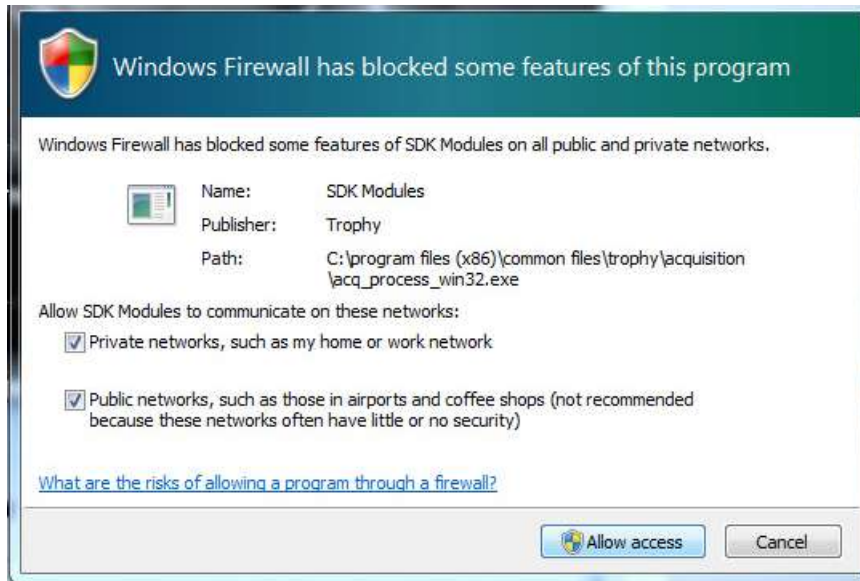 Windows Firewall has blocked some features of this program
Windows Firewall has blocked some features of SDK Modules on all public and private networks.
Name: SDK Modules
Publisher: Trophy
Path: C:\program files (x86)\common files\trophy\acquisition
\acq_process_win32.exe
Allow SDK Modules to communicate on these networks:
Private networks, such as my home or work network
Public networks, such as those in airports and coffee shops (not recommended
because these networks often have little or no security)
What are the risks of allowing a program through a firewall?
Allow access Cancel